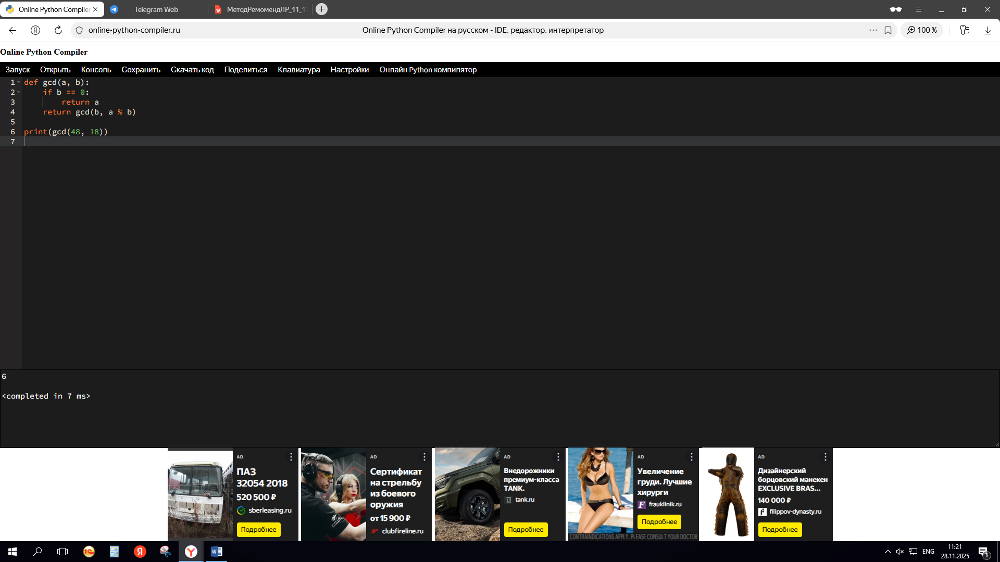 Online Python Compiler
Telegram Web
МетодРемомендЛР_11_1
online-python-compiler.ru
Online Python Compiler на русском - IDE, редактор, интерпретатор
100 %
Online Python Compiler
Запуск Открыть Консоль Сохранить Скачать код Поделиться Клавиатура Настройки Онлайн Python компилятор
1 def gcd(a, b):
2 if b == 0:
3 return a
4 return gcd(b, a % b)
5
6 print(gcd(48, 18))
7
6
<completed in 7 ms>
AD
ПАЗ
32054 2018
520 500 ₽
sberleasing.ru
Подробнее
AD
Сертификат
на стрельбу
из боевого
оружия
от 15 900 ₽
clubfireline.ru
AD
Внедорожники
премиум-класса
TANK.
tank.ru
Подробнее
AD
Увеличение
груди. Лучшие
хирурги
frauklinik.ru
Подробнее
CONTRAINDICATIONS APPLY. PLEASE CONSULT YOUR DOCTOR
AD
Дизайнерский
борцовский манекен
EXCLUSIVE BRAS...
140 000 ₽
filippov-dynasty.ru
Подробнее
ENG
11:21
28.11.2025
1